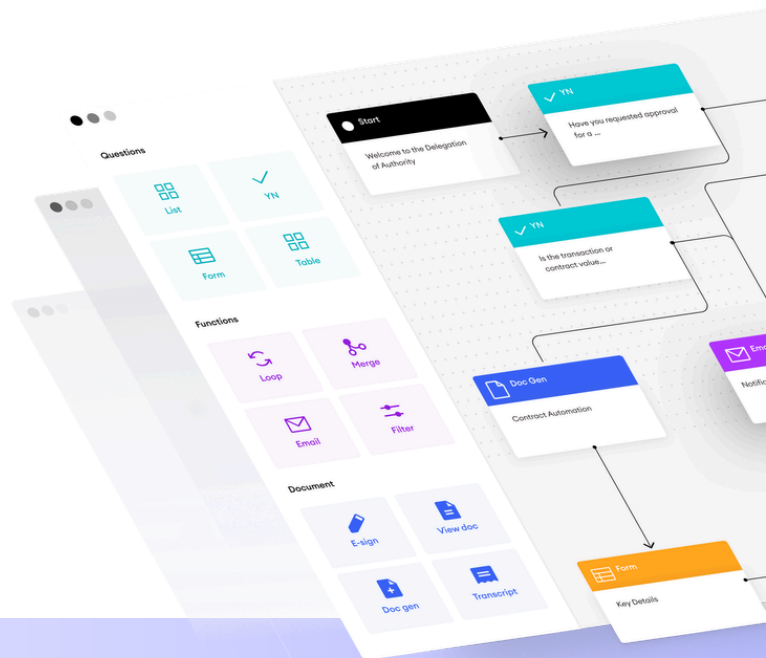 Questions
List
YN
Form
Table
Functions
Loop
Merge
Email
Filter
Document
E-sign
View doc
Doc gen
Transcript
Start
Welcome to the Delegation
of Authority
YN
Have you requested approval
for a ...
YN
Is the transaction or
contract value...
Doc Gen
Contract Automation
Form
Key Details